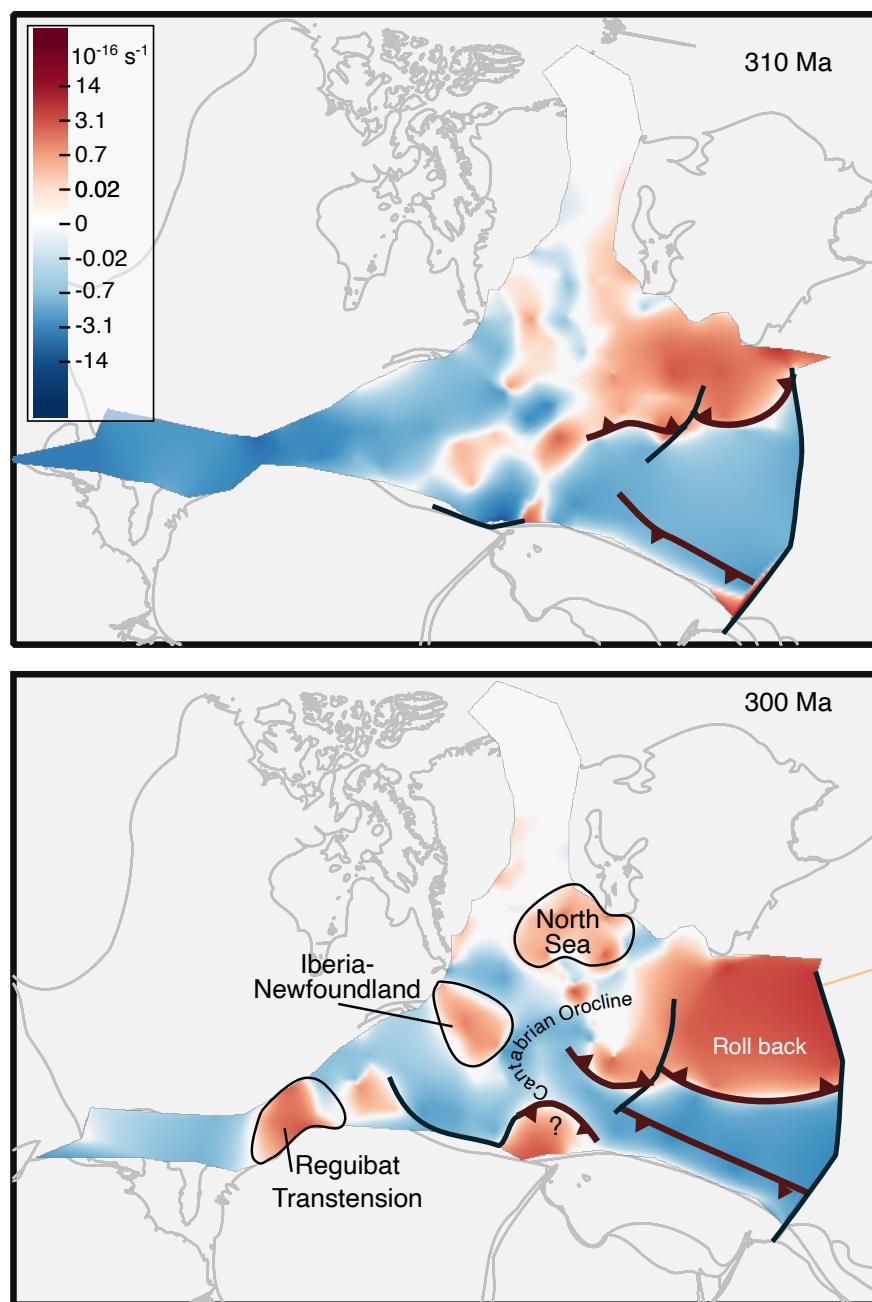 310 Ma
10⁻¹⁶ s⁻¹
14
3.1
0.7
0.02
0
-0.02
-0.7
-3.1
-14
300 Ma
North
Sea
Iberia-
Newfoundland
Cantabrian Orocline
Roll back
?
Reguibat
Transtension